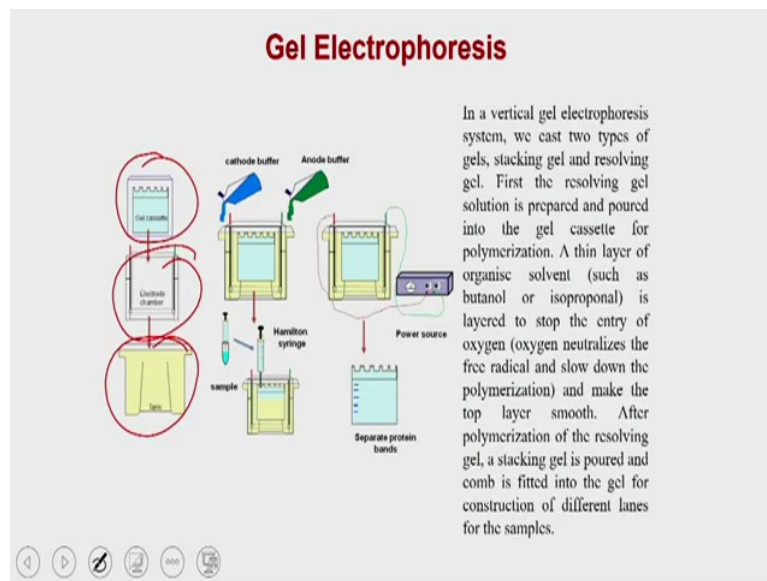 Gel Electrophoresis
cathode buffer
Anode buffer
Gel cassette
Electrode
chamber
Tank
Hamilton
syringe
sample
Power source
Separate protein
bands
In a vertical gel electrophoresis
system, we cast two types of
gels, stacking gel and resolving
gel. First the resolving gel
solution is prepared and poured
into the gel cassette for
polymerization. A thin layer of
organisc solvent (such as
butanol or isoproponal) is
layered to stop the entry of
oxygen (oxygen neutralizes the
free radical and slow down the
polymerization) and make the
top layer smooth. After
polymerization of the resolving
gel, a stacking gel is poured and
comb is fitted into the gel for
construction of different lanes
for the samples.